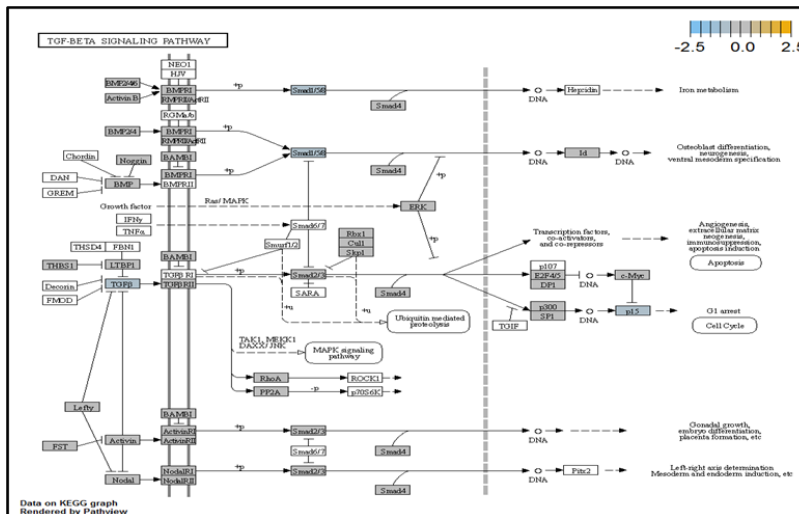 TGF-BETA SIGNALING PATHWAY
-2.5 0.0 2.5
NEO1
HJV
BMP2/4/6
Activin B
BMPRI
+p
Smad1/5/8
Smad4
DNA
Hepcidin
Iron metabolism
RGMa/b
BMP2/4
BMPRI
+p
Smad1/5/8
Smad4
Id
DNA
Osteoblast differentiation,
neurogenesis,
ventral mesoderm specification
Chordin
Noggin
BAMBI
DAN
BMP
BMPRI
BMPRII
+p
GREM
Growth factor
Ras/ MAPK
ERK
+p
IFNγ
TNFα
Smad6/7
Rbx1
Cul1
Skp1
Smurf1/2
+p
Transcription factors,
co-activators,
and co-repressors
Angiogenesis,
extracellular matrix
neogenesis,
immunosuppression,
apoptosis induction
Apoptosis
THSD4
FBN1
BAMBI
THBS1
LTBP1
TGFβRI
TGFβRII
+p
Smad2/3
SARA
Smad4
p107
E2F4/5
DP1
DNA
c-Myc
Decorin
TGFβ
FMOD
+u
+u
Ubiquitin mediated
proteolysis
p300
SP1
TGIF
DNA
p15
G1 arrest
Cell Cycle
TAK1, MEKK1
DAXX/ JNK
MAPK signaling
pathway
RhoA
ROCK1
PP2A
-p
p70S6K
Lefty
BAMBI
FST
Activin
ActivinRI
ActivinRII
+p
Smad2/3
Smad4
DNA
Gonadal growth,
embryo differentiation,
placenta formation, etc
Smad6/7
Nodal
NodalRI
NodalRII
+p
Smad2/3
Smad4
DNA
Pitx2
Left-right axis determination
Mesoderm and endoderm induction, etc
Data on KEGG graph
Rendered by Pathview